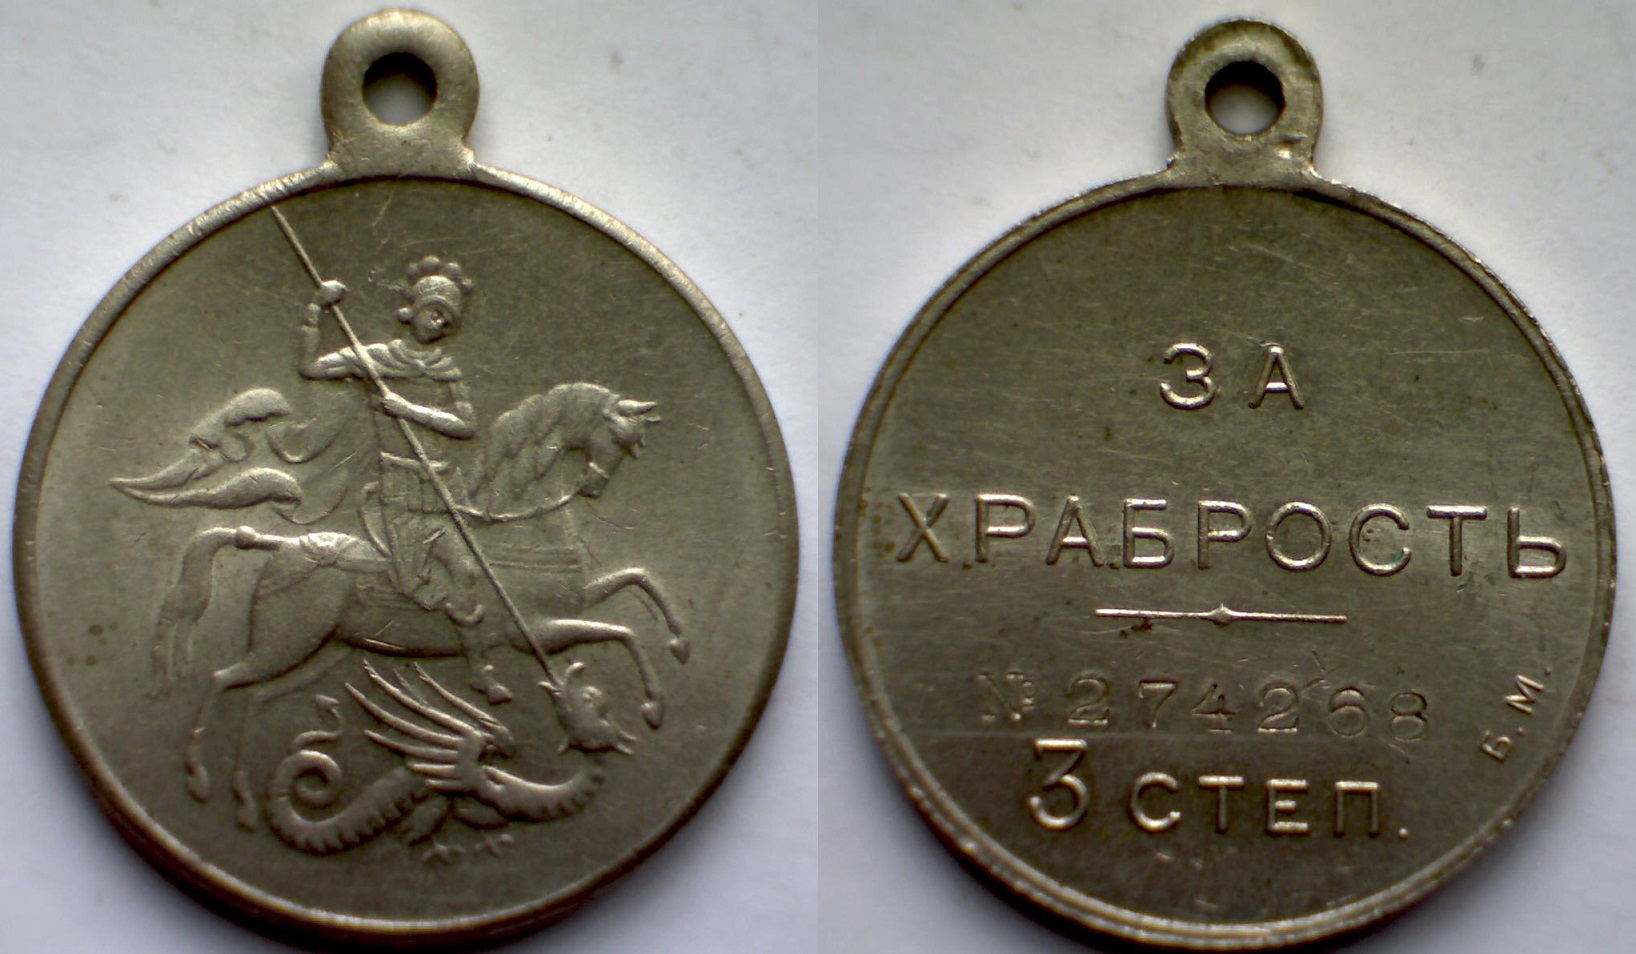 ЗА
ХРАБРОСТЬ
№ 274268
3 СТЕП.
Б.М.